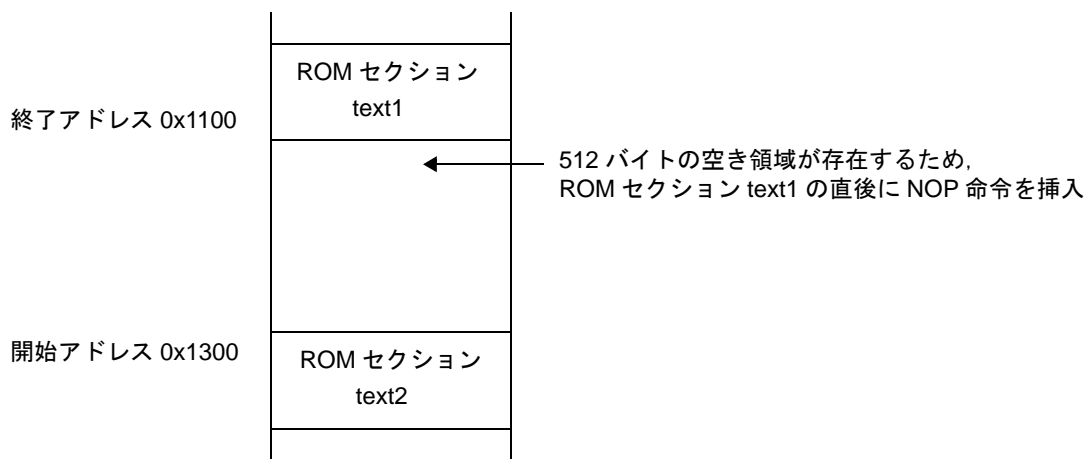 ROM セクション
text1
終了アドレス 0x1100
512 バイトの空き領域が存在するため,
ROM セクション text1 の直後に NOP 命令を挿入
開始アドレス 0x1300
ROM セクション
text2